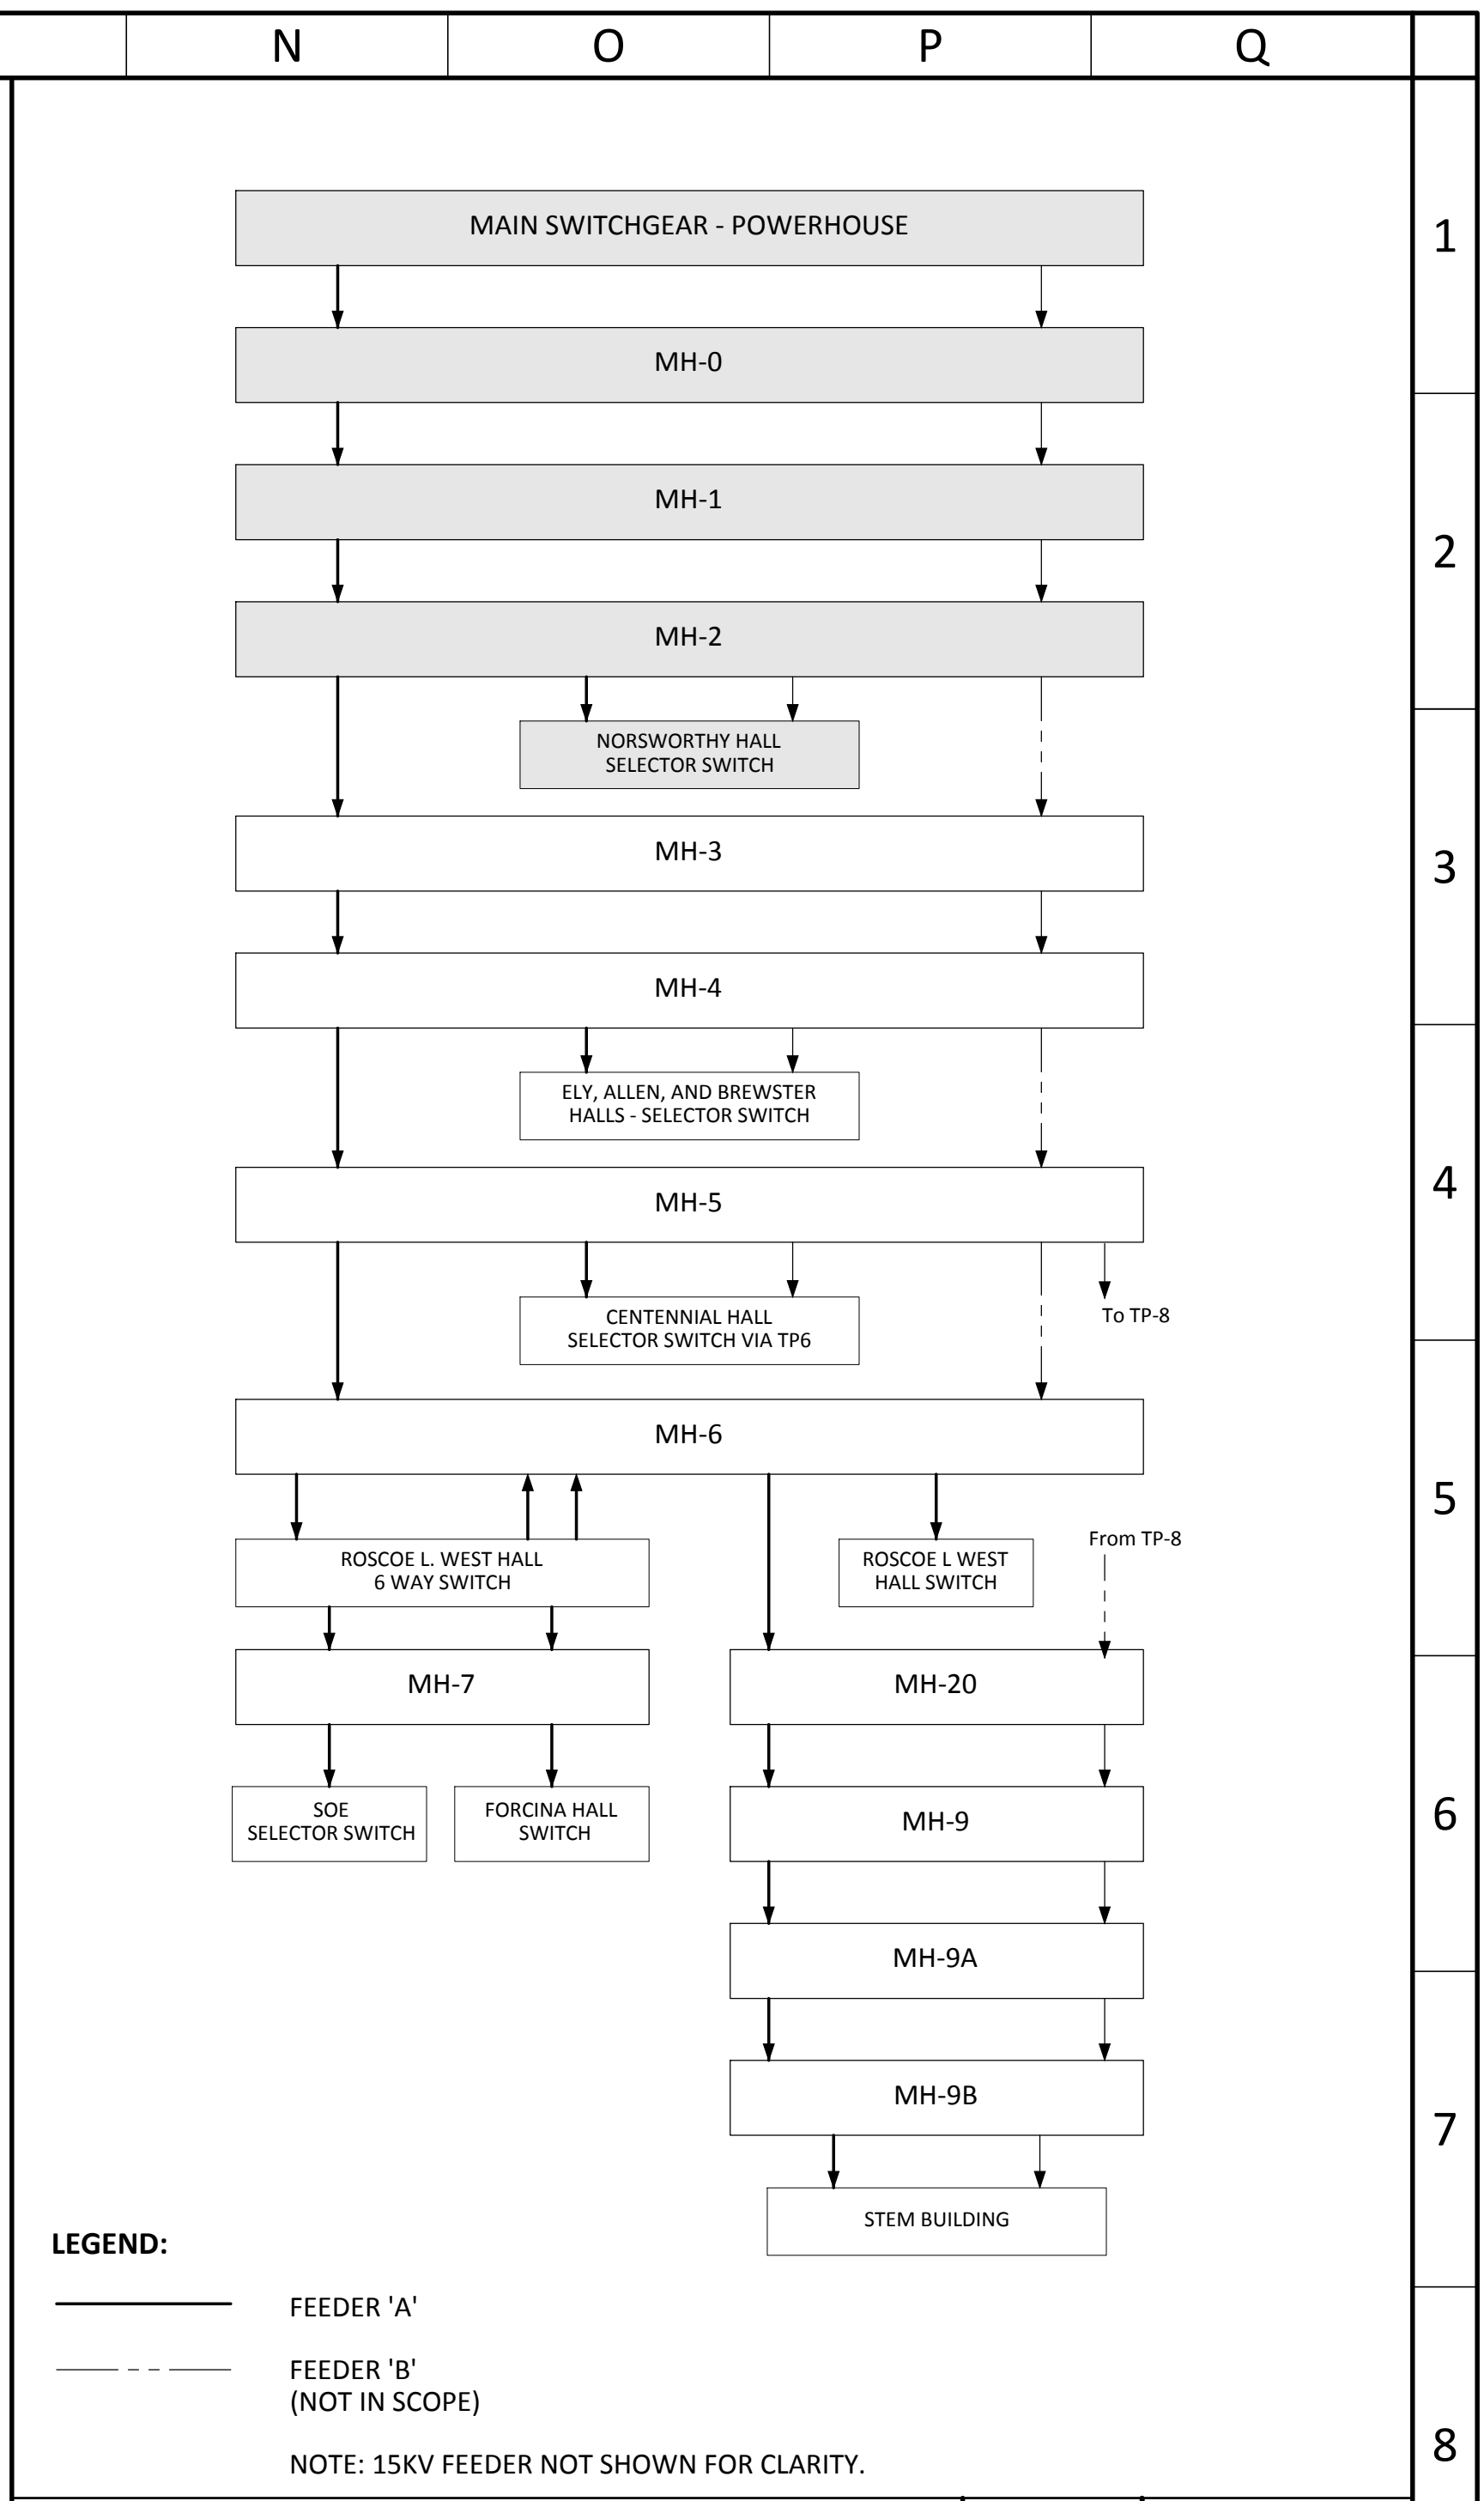 N O P Q
MAIN SWITCHGEAR - POWERHOUSE
1
MH-0
MH-1
2
MH-2
NORSWORTHY HALL
SELECTOR SWITCH
MH-3
3
MH-4
ELY, ALLEN, AND BREWSTER
HALLS - SELECTOR SWITCH
4
MH-5
CENTENNIAL HALL
SELECTOR SWITCH VIA TP6
To TP-8
MH-6
5
From TP-8
ROSCOE L. WEST HALL
6 WAY SWITCH
ROSCOE L WEST
HALL SWITCH
MH-7
MH-20
SOE
SELECTOR SWITCH
FORCINA HALL
SWITCH
MH-9
6
MH-9A
MH-9B
7
STEM BUILDING
LEGEND:
FEEDER 'A'
FEEDER 'B'
(NOT IN SCOPE)
NOTE: 15KV FEEDER NOT SHOWN FOR CLARITY.
8